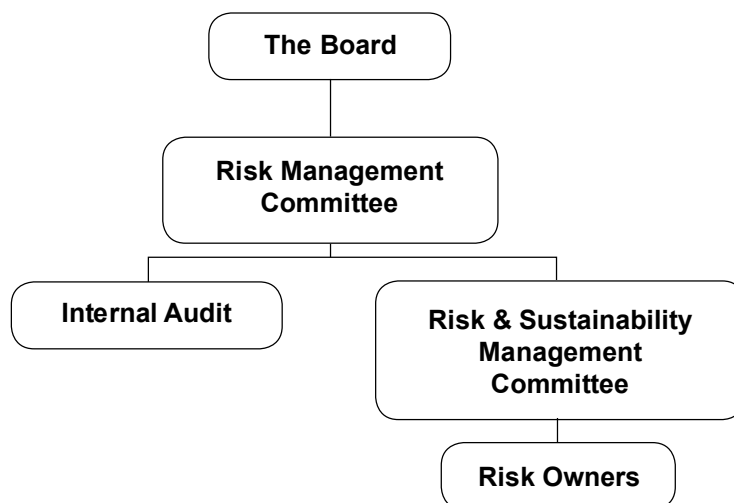 The Board
Risk Management
Committee
Internal Audit
Risk & Sustainability
Management
Committee
Risk Owners